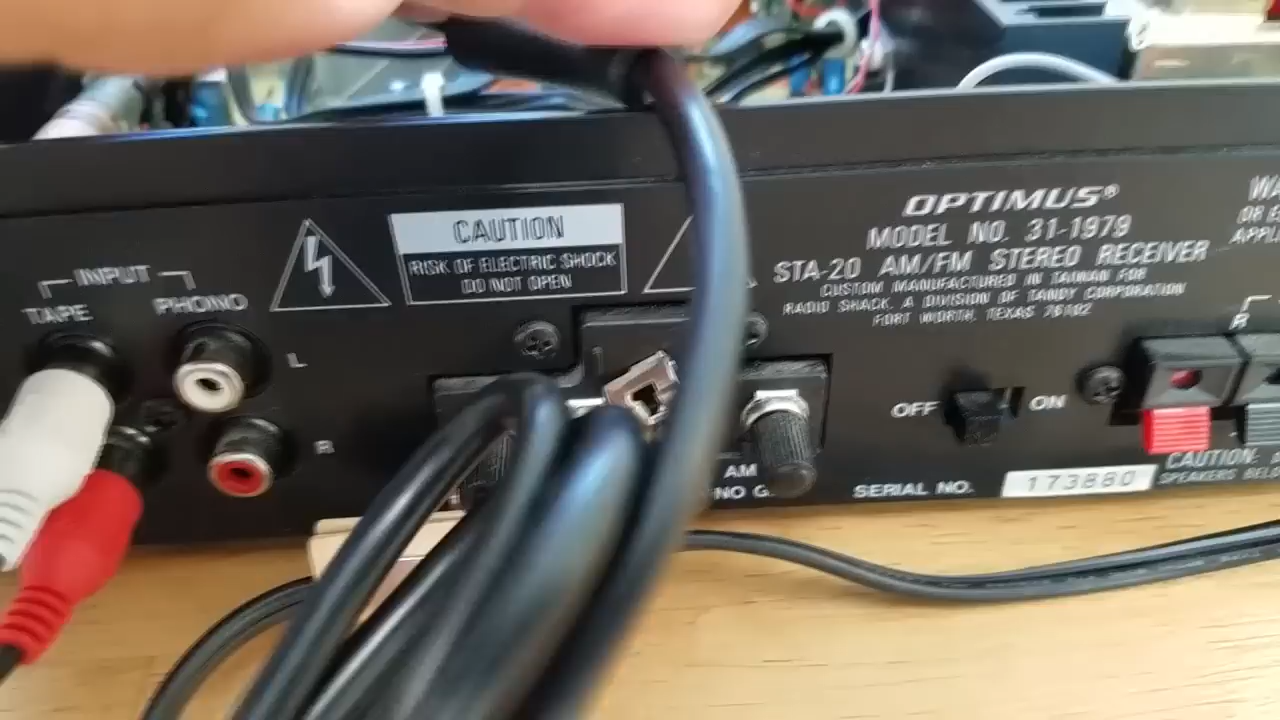 INPUT
TAPE
PHONO
L
R
CAUTION
RISK OF ELECTRIC SHOCK
DO NOT OPEN
OPTIMUS®
MODEL NO. 31-1979
STA-20 AM/FM STEREO RECEIVER
CUSTOM MANUFACTURED IN TAIWAN FOR
RADIO SHACK, A DIVISION OF TANDY CORPORATION
FORT WORTH, TEXAS 76102
AM
NO
OFF
ON
SERIAL NO. 173880
R
CAUTION:
SPEAKERS